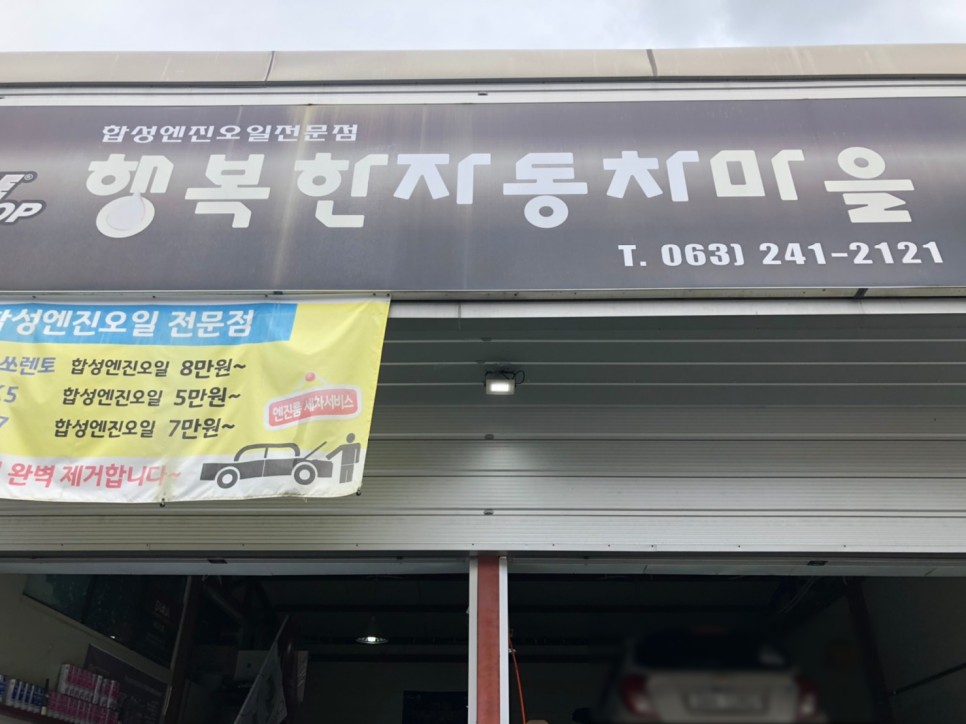 합성엔진오일전문점
행복한자동차마을
T. 063) 241-2121
합성엔진오일 전문점
쏘렌토 합성엔진오일 8만원~
5 합성엔진오일 5만원~
7 합성엔진오일 7만원~
엔진룸 세차서비스
완벽 제거합니다~